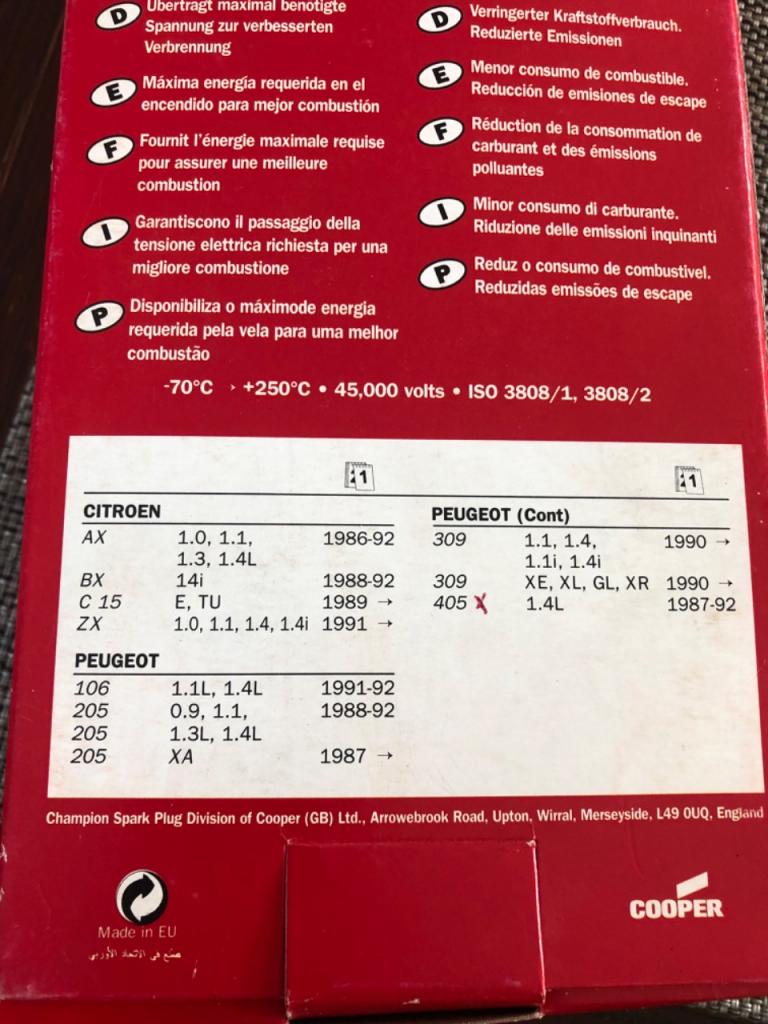 D Übertragt maximal benötigte
Spannung zur verbesserten
Verbrennung
E Máxima energía requerida en el
encendido para mejor combustión
F Fournit l'énergie maximale requise
pour assurer une meilleure
combustion
I Garantiscono il passaggio della
tensione elettrica richiesta per una
migliore combustione
P Disponibiliza o máximode energia
requerida pela vela para uma melhor
combustão
D Verringerter Kraftstoffverbrauch.
Reduzierte Emissionen
E Menor consumo de combustible.
Reducción de emisiones de escape
F Réduction de la consommation de
carburant et des émissions
polluantes
I Minor consumo di carburante.
Riduzione delle emissioni inquinanti
P Reduz o consumo de combustivel.
Reduzidas emissões de escape
-70°C › +250°C • 45,000 volts • ISO 3808/1, 3808/2
1
CITROEN
AX 1.0, 1.1, 1986-92
1.3, 1.4L
BX 14i 1988-92
C 15 E, TU 1989 →
ZX 1.0, 1.1, 1.4, 1.4i 1991 →
PEUGEOT
106 1.1L, 1.4L 1991-92
205 0.9, 1.1, 1988-92
205 1.3L, 1.4L
205 XA 1987 →
1
PEUGEOT (Cont)
309 1.1, 1.4, 1990 →
1.1i, 1.4i
309 XE, XL, GL, XR 1990 →
405 X 1.4L 1987-92
Champion Spark Plug Division of Cooper (GB) Ltd., Arrowebrook Road, Upton, Wirral, Merseyside, L49 0UQ, England
Made in EU
صنع في الاتحاد الأوربي
COOPER